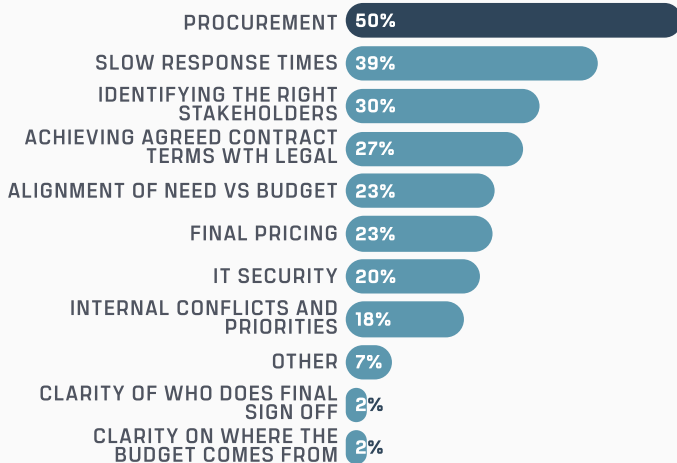 PROCUREMENT 50%
SLOW RESPONSE TIMES 39%
IDENTIFYING THE RIGHT
STAKEHOLDERS 30%
ACHIEVING AGREED CONTRACT
TERMS WTH LEGAL 27%
ALIGNMENT OF NEED VS BUDGET 23%
FINAL PRICING 23%
IT SECURITY 20%
INTERNAL CONFLICTS AND
PRIORITIES 18%
OTHER 7%
CLARITY OF WHO DOES FINAL
SIGN OFF 2%
CLARITY ON WHERE THE
BUDGET COMES FROM 2%